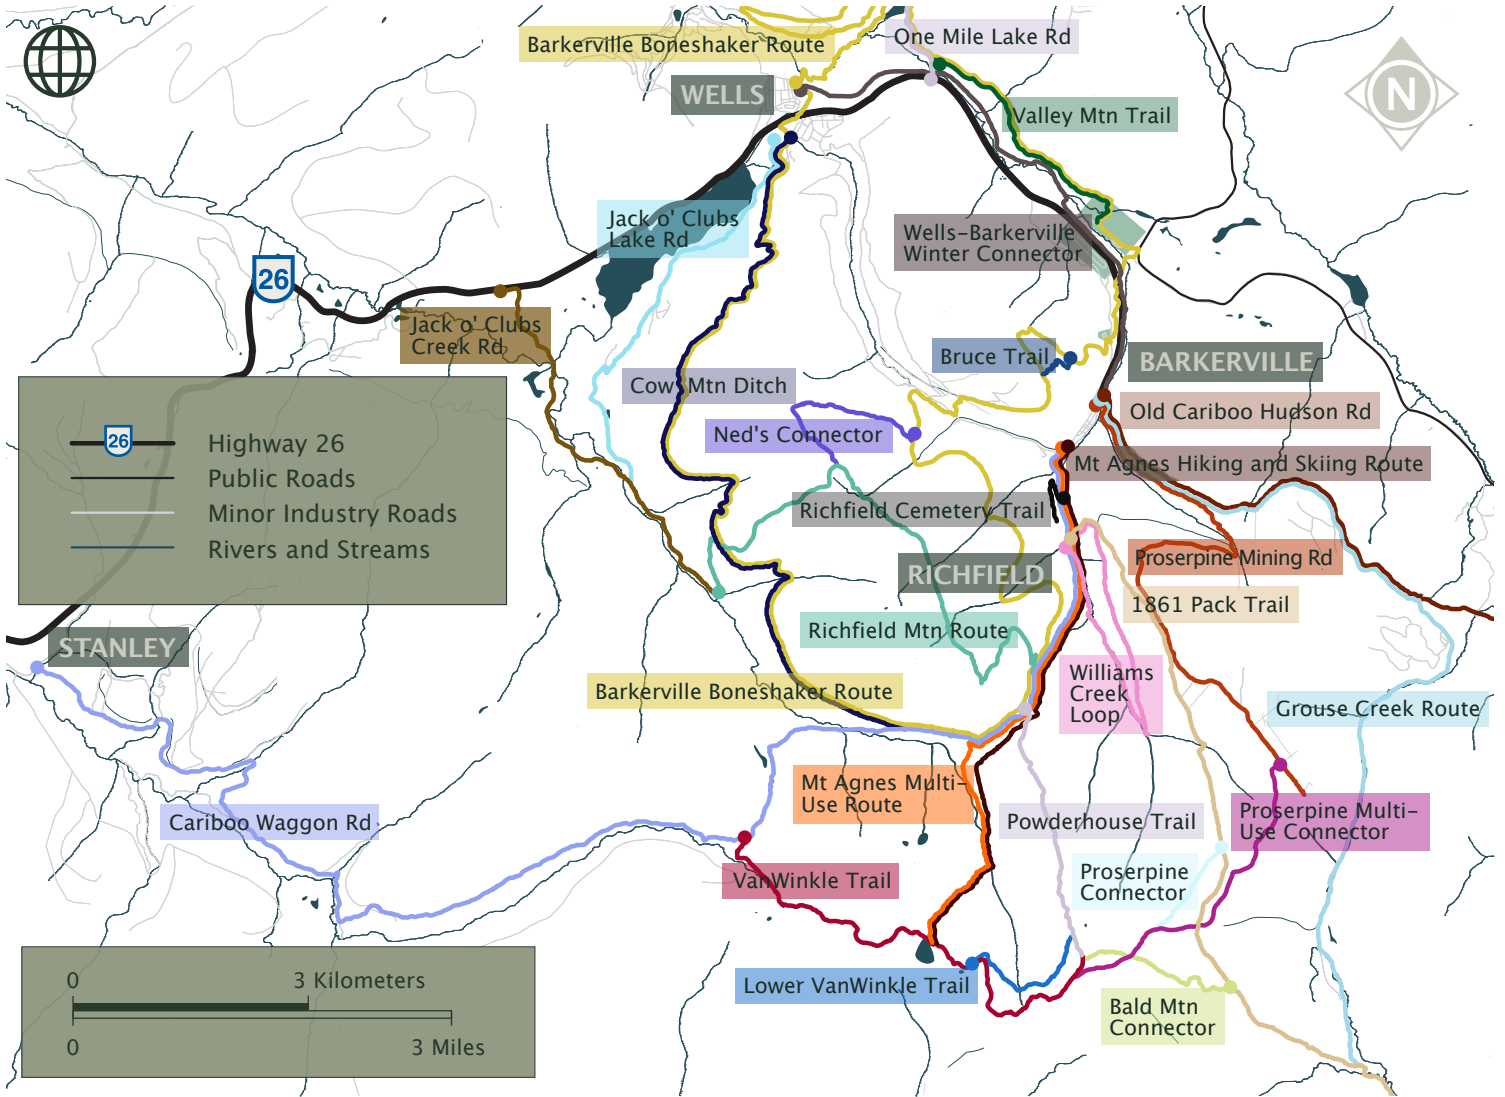 Barkerville Boneshaker Route
One Mile Lake Rd
N
WELLS
Valley Mtn Trail
Jack o' Clubs
Lake Rd
Wells-Barkerville
Winter Connector
26
Jack o' Clubs
Creek Rd
Bruce Trail
BARKERVILLE
Cow Mtn Ditch
Old Cariboo Hudson Rd
Ned's Connector
26
Highway 26
Public Roads
Minor Industry Roads
Rivers and Streams
Mt Agnes Hiking and Skiing Route
Richfield Cemetery Trail
Proserpine Mining Rd
RICHFIELD
1861 Pack Trail
Richfield Mtn Route
STANLEY
Williams
Creek
Loop
Barkerville Boneshaker Route
Grouse Creek Route
Mt Agnes Multi-
Use Route
Cariboo Waggon Rd
Powderhouse Trail
Proserpine Multi-
Use Connector
VanWinkle Trail
Proserpine
Connector
Lower VanWinkle Trail
Bald Mtn
Connector
0
3 Kilometers
0
3 Miles